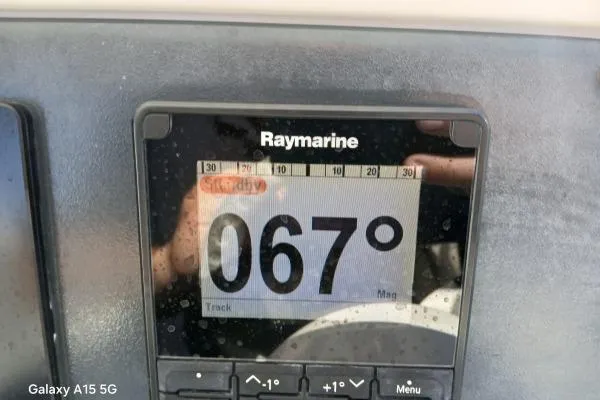 Raymarine
30 20 10 10 20 30
Standby
067°
Mag
Track
-1° +1° Menu
Galaxy A15 5G